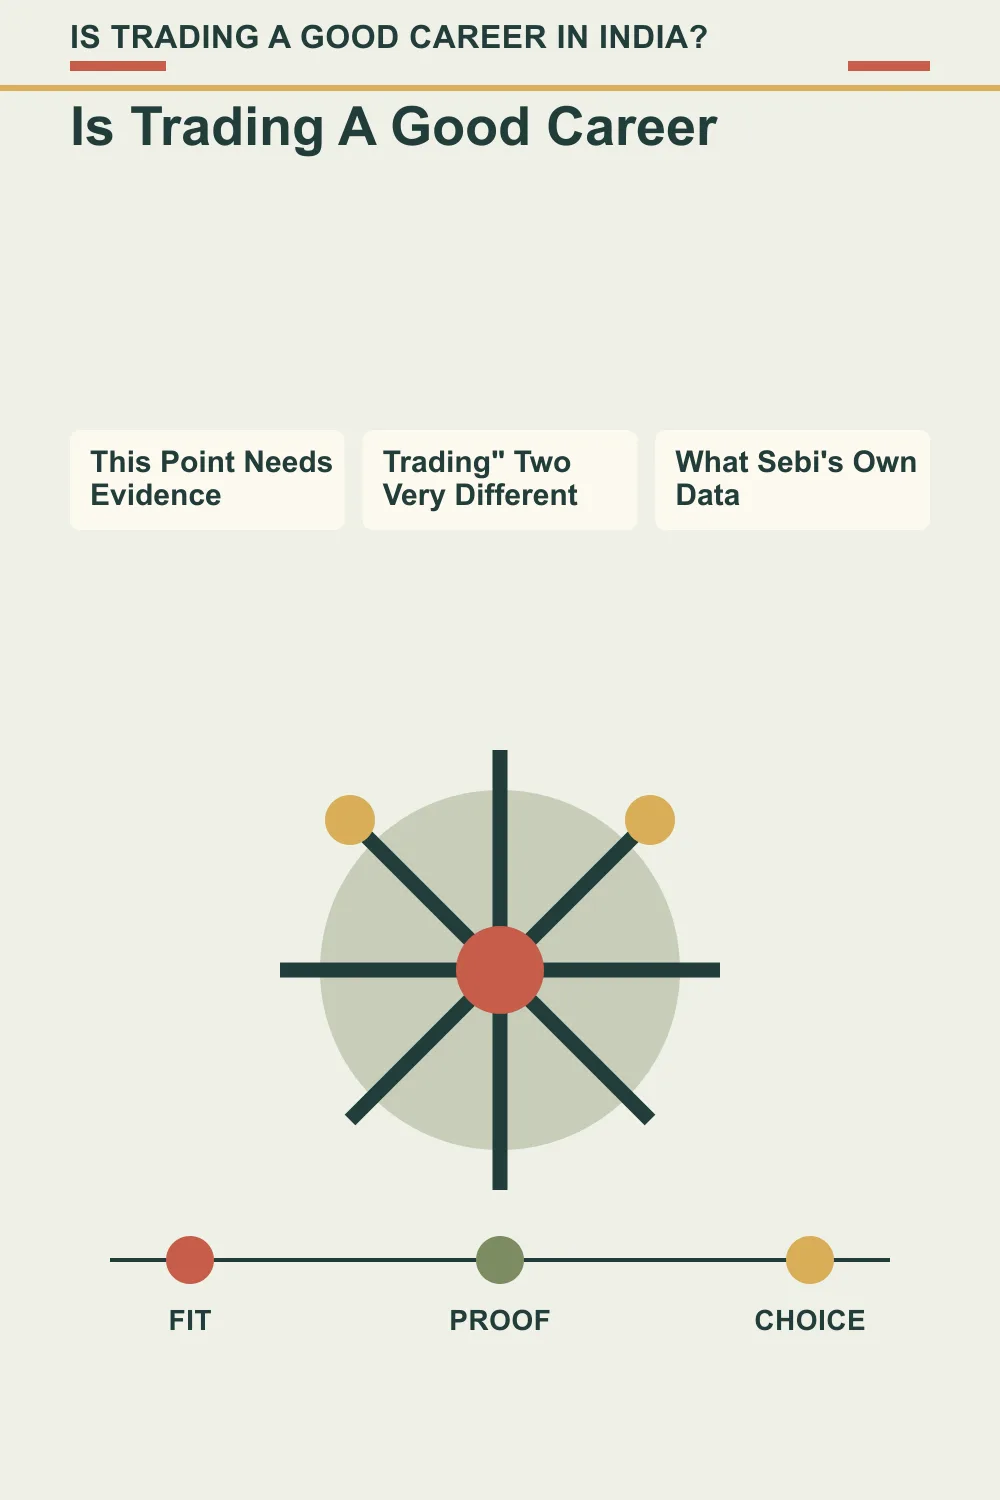 IS TRADING A GOOD CAREER IN INDIA?
Is Trading A Good Career
This Point Needs
Evidence
Trading" Two
Very Different
What Sebi's Own
Data
FIT
PROOF
CHOICE